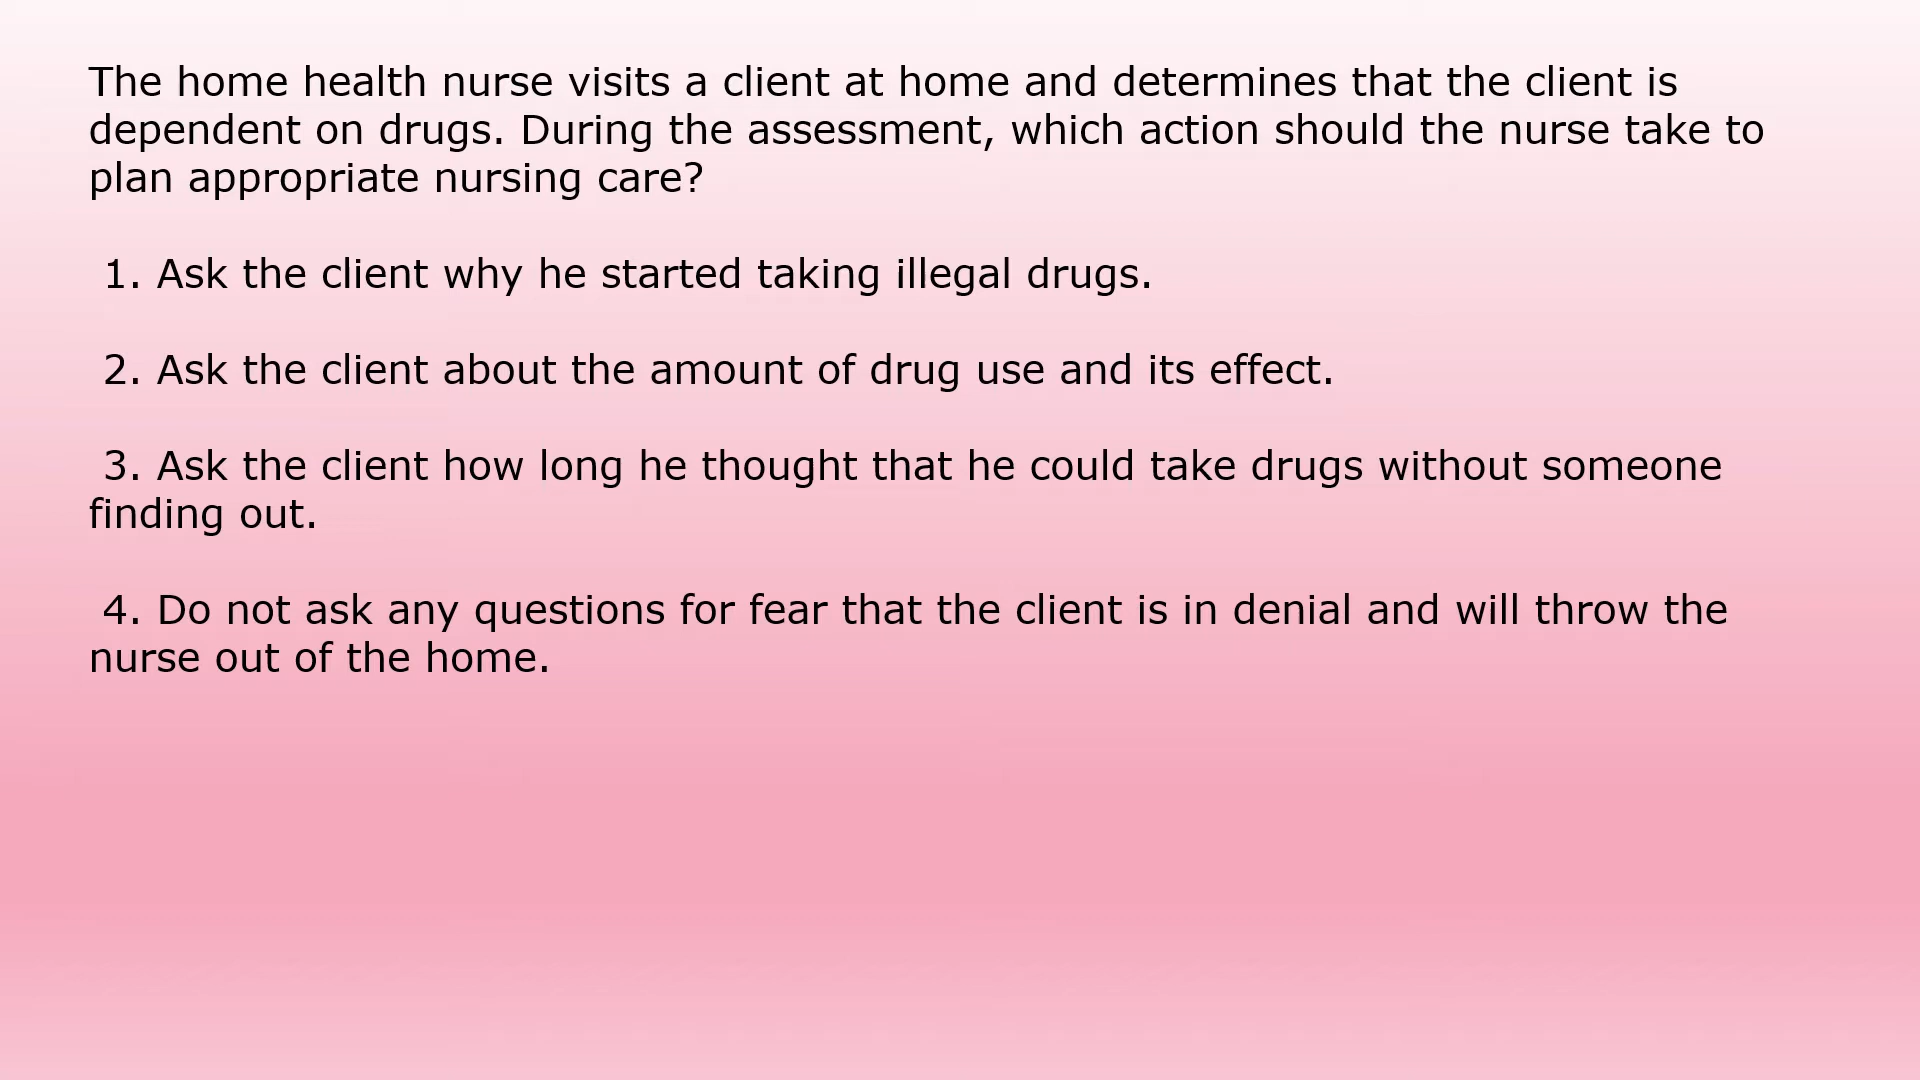 The home health nurse visits a client at home and determines that the client is
dependent on drugs. During the assessment, which action should the nurse take to
plan appropriate nursing care?
1. Ask the client why he started taking illegal drugs.
2. Ask the client about the amount of drug use and its effect.
3. Ask the client how long he thought that he could take drugs without someone
finding out.
4. Do not ask any questions for fear that the client is in denial and will throw the
nurse out of the home.